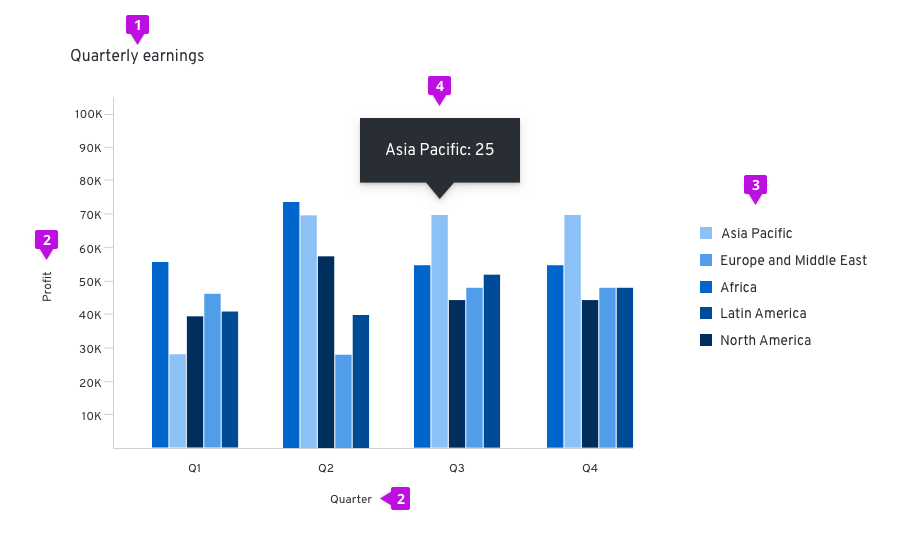 1
Quarterly earnings
4
Asia Pacific: 25
100K
90K
80K
70K
60K
50K
40K
30K
20K
10K
2
Profit
Q1
Q2
Q3
Q4
Quarter
2
3
Asia Pacific
Europe and Middle East
Africa
Latin America
North America